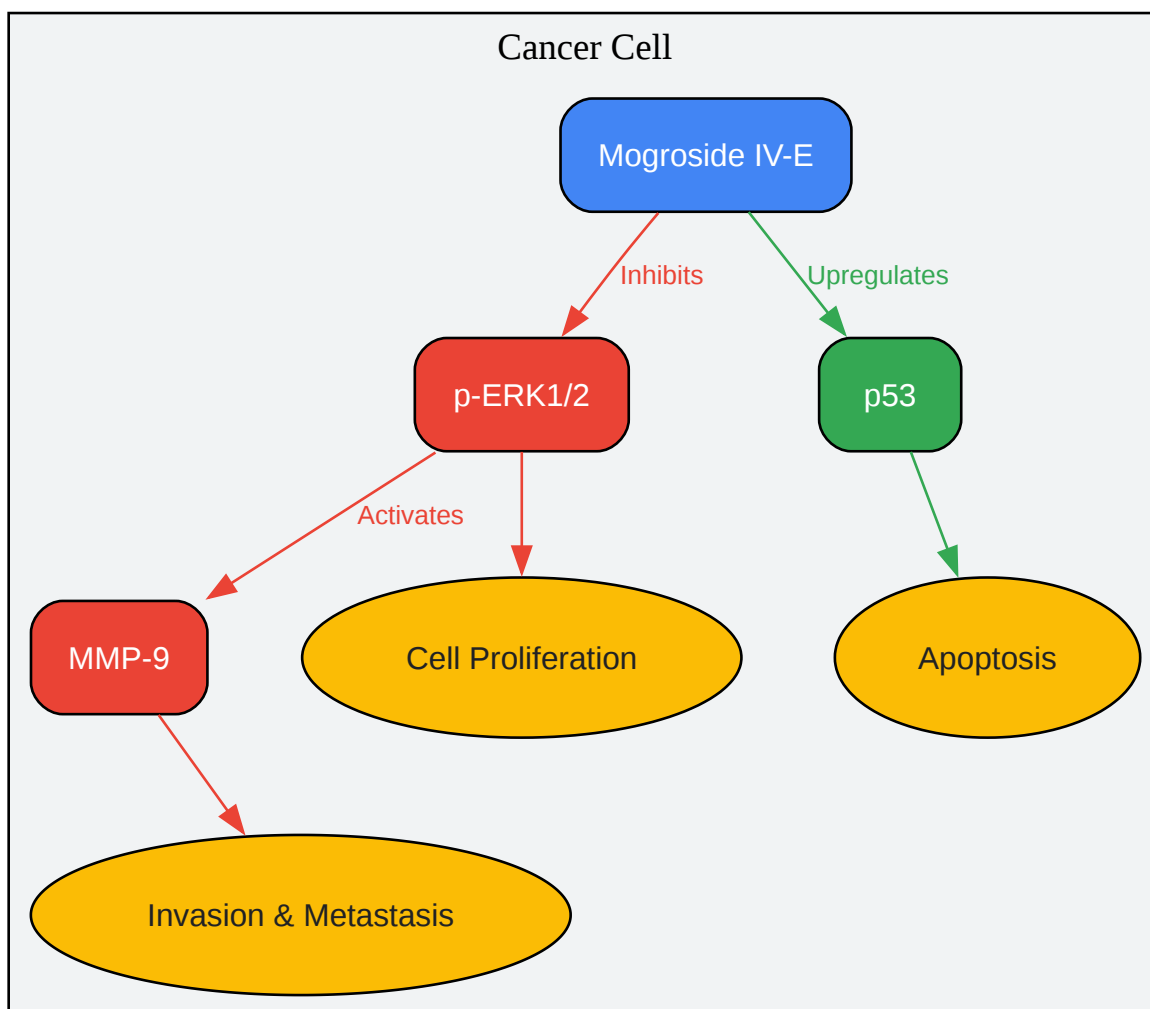 Cancer Cell
Mogroside IV-E
Inhibits
Upregulates
p-ERK1/2
p53
Activates
MMP-9
Cell Proliferation
Apoptosis
Invasion & Metastasis